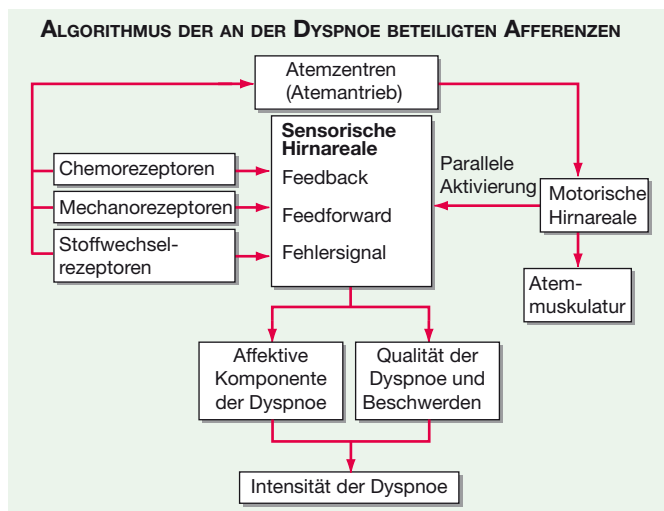 ALGORITHMUS DER AN DER DYSPNOE BETEILIGTEN AFFERENZEN
Atemzentren
(Atemantrieb)
Sensorische
Hirnareale
Feedback
Feedforward
Fehlersignal
Chemorezeptoren
Mechanorezeptoren
Stoffwechsel-
rezeptoren
Parallele
Aktivierung
Motorische
Hirnareale
Atem-
muskulatur
Affektive
Komponente
der Dyspnoe
Qualität der
Dyspnoe und
Beschwerden
Intensität der Dyspnoe